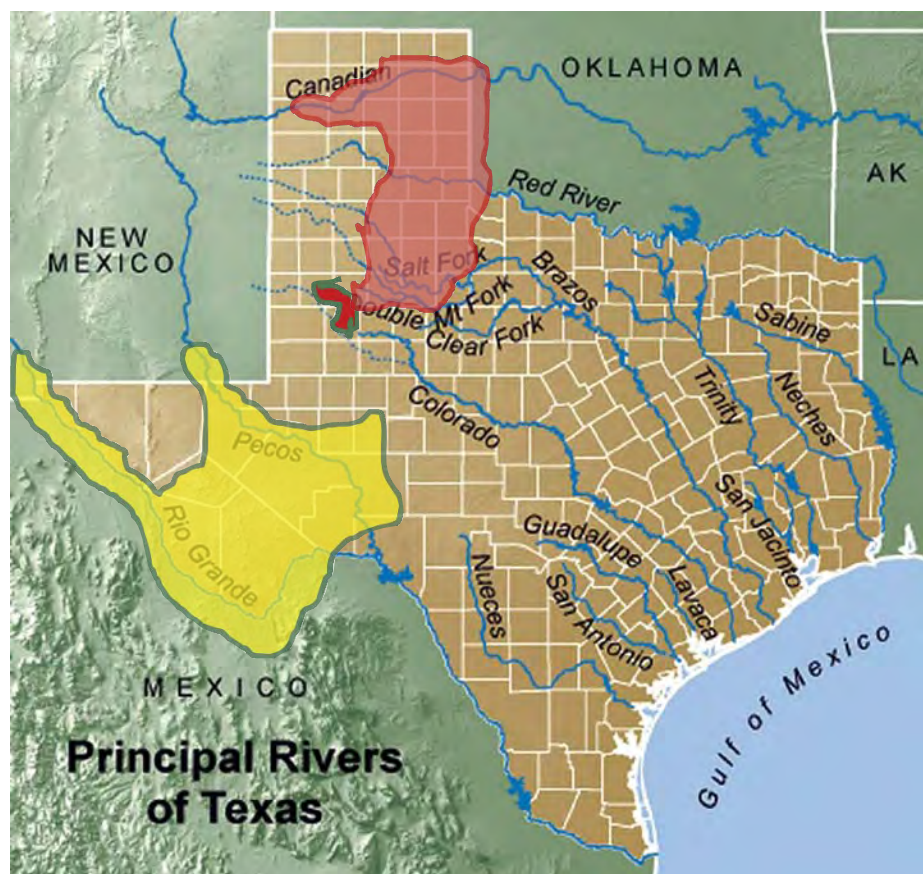 Canadian
OKLAHOMA
Red River
AK
NEW
MEXICO
Salt Fork
Brazos
Double Mt Fork
Clear Fork
Sabine
LA
Colorado
Trinity
Neches
Pecos
Rio Grande
San Jacinto
Guadalupe
Nueces
San Antonio
Lavaca
MEXICO
Gulf of Mexico
Principal Rivers
of Texas